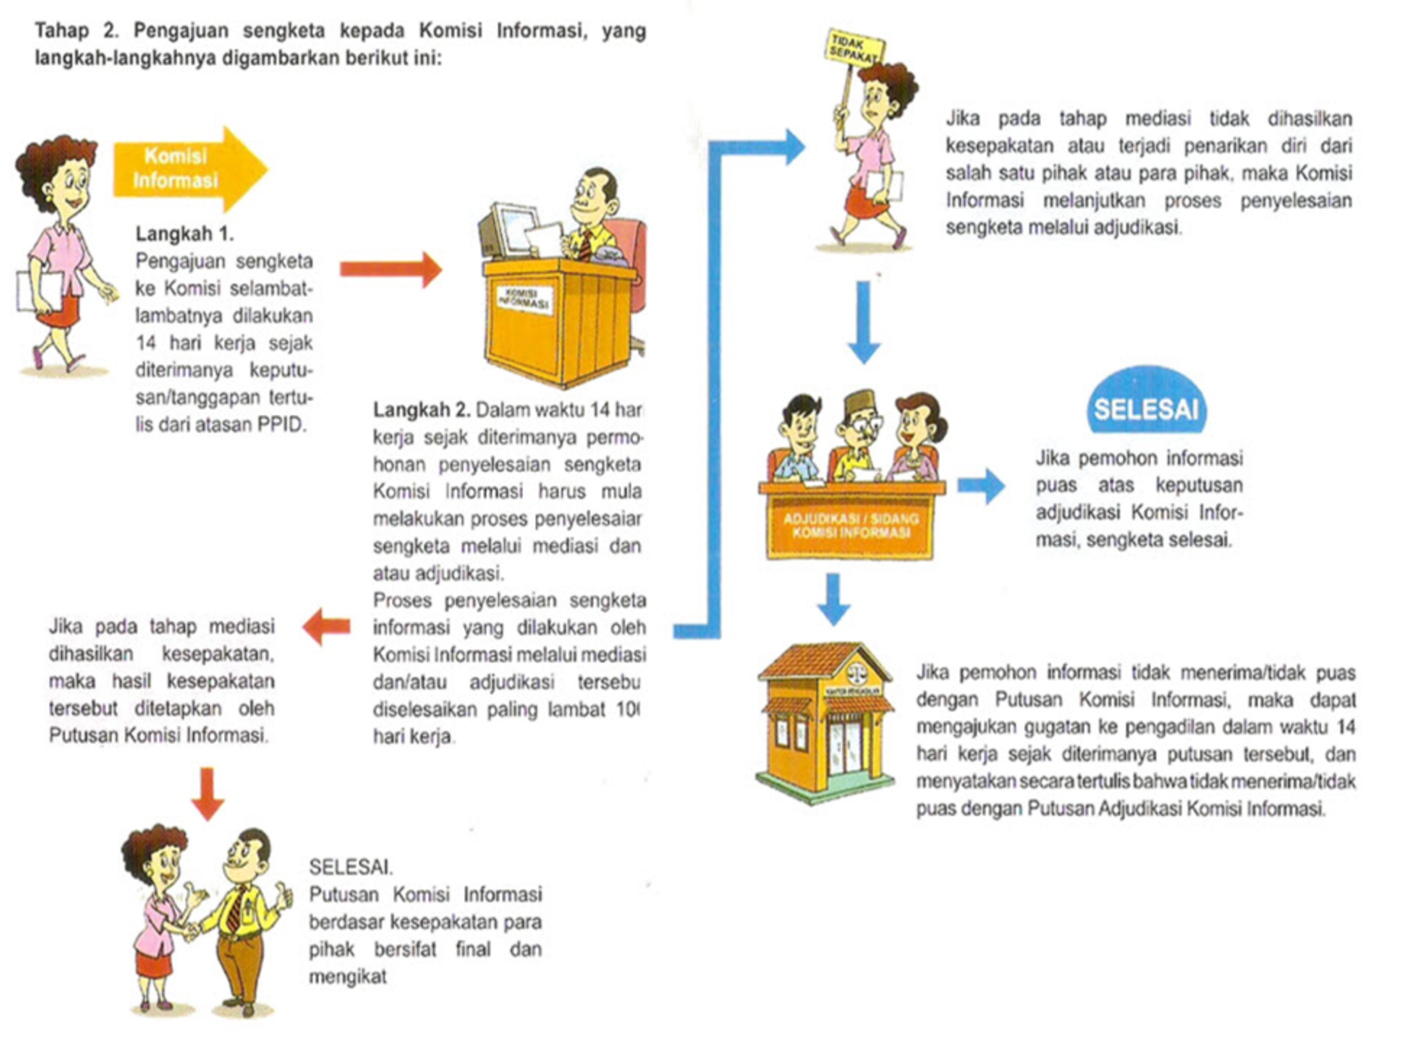 Tahap 2. Pengajuan sengketa kepada Komisi Informasi, yang
langkah-langkahnya digambarkan berikut ini:
Komisi
Informasi
Langkah 1.
Pengajuan sengketa
ke Komisi selambat-
lambatnya dilakukan
14 hari kerja sejak
diterimanya keputu-
san/tanggapan tertu-
lis dari atasan PPID.
KOMISI
INFORMASI
Langkah 2. Dalam waktu 14 har
kerja sejak diterimanya permo-
honan penyelesaian sengketa
Komisi Informasi harus mula
melakukan proses penyelesaiar
sengketa melalui mediasi dan
atau adjudikasi.
Proses penyelesaian sengketa
informasi yang dilakukan oleh
Komisi Informasi melalui mediasi
dan/atau adjudikasi tersebu
diselesaikan paling lambat 10
hari kerja.
Jika pada tahap mediasi
dihasilkan kesepakatan,
maka hasil kesepakatan
tersebut ditetapkan oleh
Putusan Komisi Informasi.
SELESAI.
Putusan Komisi Informasi
berdasar kesepakatan para
pihak bersifat final dan
mengikat
TIDAK
SEPAKAT
Jika pada tahap mediasi tidak dihasilkan
kesepakatan atau terjadi penarikan diri dari
salah satu pihak atau para pihak, maka Komisi
Informasi melanjutkan proses penyelesaian
sengketa melalui adjudikasi.
ADJUDIKASI / SIDANG
KOMISI INFORMASI
SELESAI
Jika pemohon informasi
puas atas keputusan
adjudikasi Komisi Infor-
masi, sengketa selesai.
KANTOR PENGADILAN
Jika pemohon informasi tidak menerima/tidak puas
dengan Putusan Komisi Informasi, maka dapat
mengajukan gugatan ke pengadilan dalam waktu 14
hari kerja sejak diterimanya putusan tersebut, dan
menyatakan secara tertulis bahwa tidak menerima/tidak
puas dengan Putusan Adjudikasi Komisi Informasi.